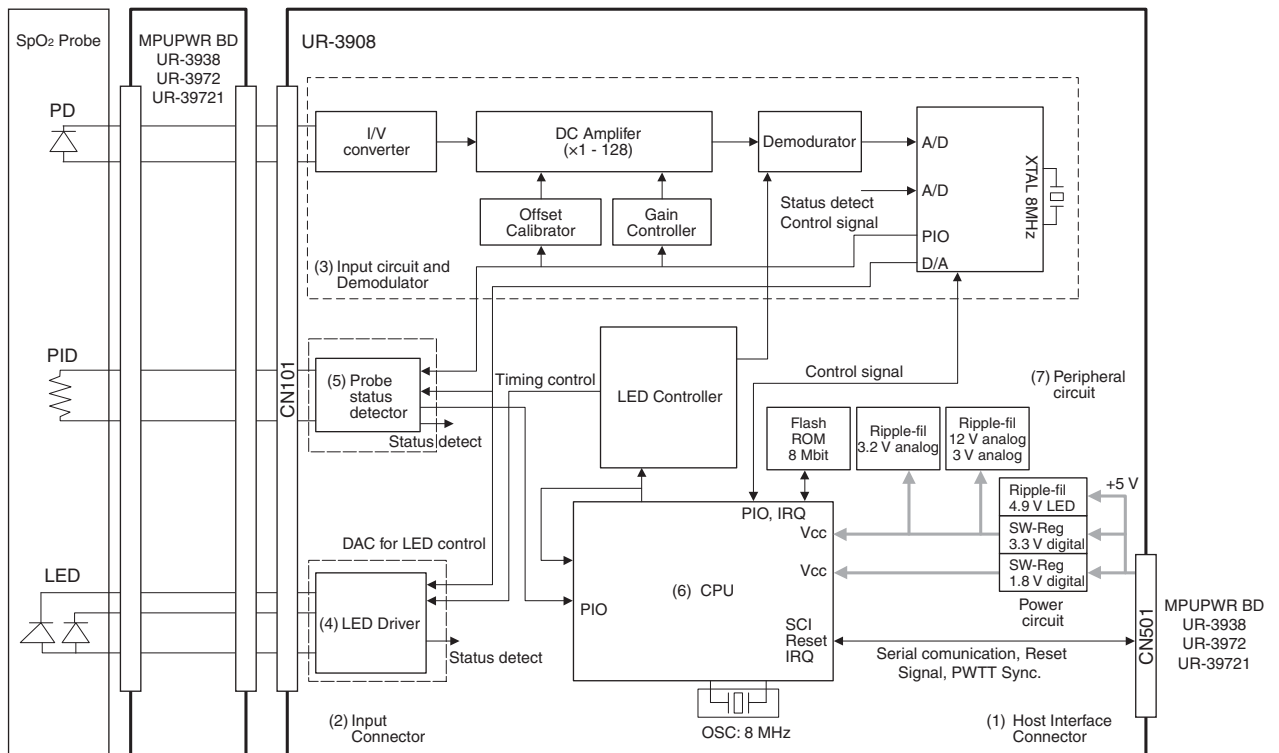 SpO2 Probe
MPUPWR BD
UR-3938
UR-3972
UR-39721
UR-3908
PD
I/V
converter
DC Amplifer
(×1 - 128)
Demodurator
A/D
A/D
PIO
D/A
XTAL 8MHz
Status detect
Control signal
Offset
Calibrator
Gain
Controller
(3) Input circuit and
Demodulator
PID
CN101
(5) Probe
status
detector
Status detect
Timing control
LED Controller
Control signal
(7) Peripheral
circuit
Flash
ROM
8 Mbit
Ripple-fil
3.2 V analog
Ripple-fil
12 V analog
3 V analog
+5 V
Ripple-fil
4.9 V LED
SW-Reg
3.3 V digital
SW-Reg
1.8 V digital
Power
circuit
PIO, IRQ
Vcc
Vcc
DAC for LED control
LED
(4) LED Driver
Status detect
PIO
(6) CPU
SCI
Reset
IRQ
Serial comunication, Reset
Signal, PWTT Sync.
CN501
MPUPWR BD
UR-3938
UR-3972
UR-39721
OSC: 8 MHz
(2) Input
Connector
(1) Host Interface
Connector